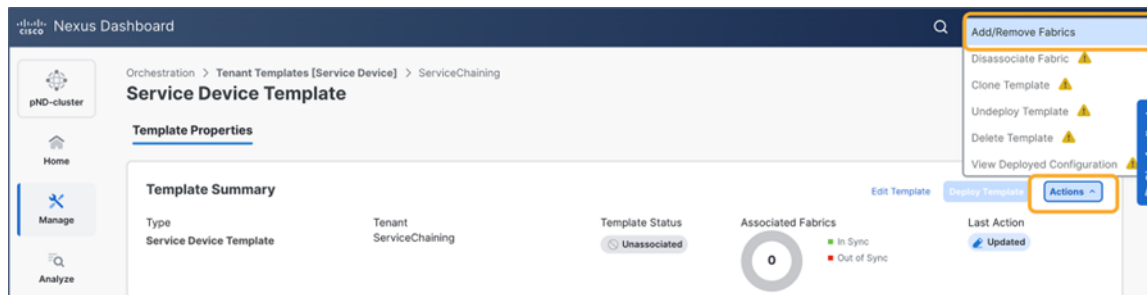 cisco Nexus Dashboard
Add/Remove Fabrics
Disassociate Fabric
Clone Template
Undeploy Template
Delete Template
View Deployed Configuration
pND-cluster
Home
Manage
Analyze
Orchestration > Tenant Templates [Service Device] > ServiceChaining
Service Device Template
Template Properties
Template Summary
Edit Template
Deploy Template
Actions
Type
Service Device Template
Tenant
ServiceChaining
Template Status
Unassociated
Associated Fabrics
0
In Sync
Out of Sync
Last Action
Updated